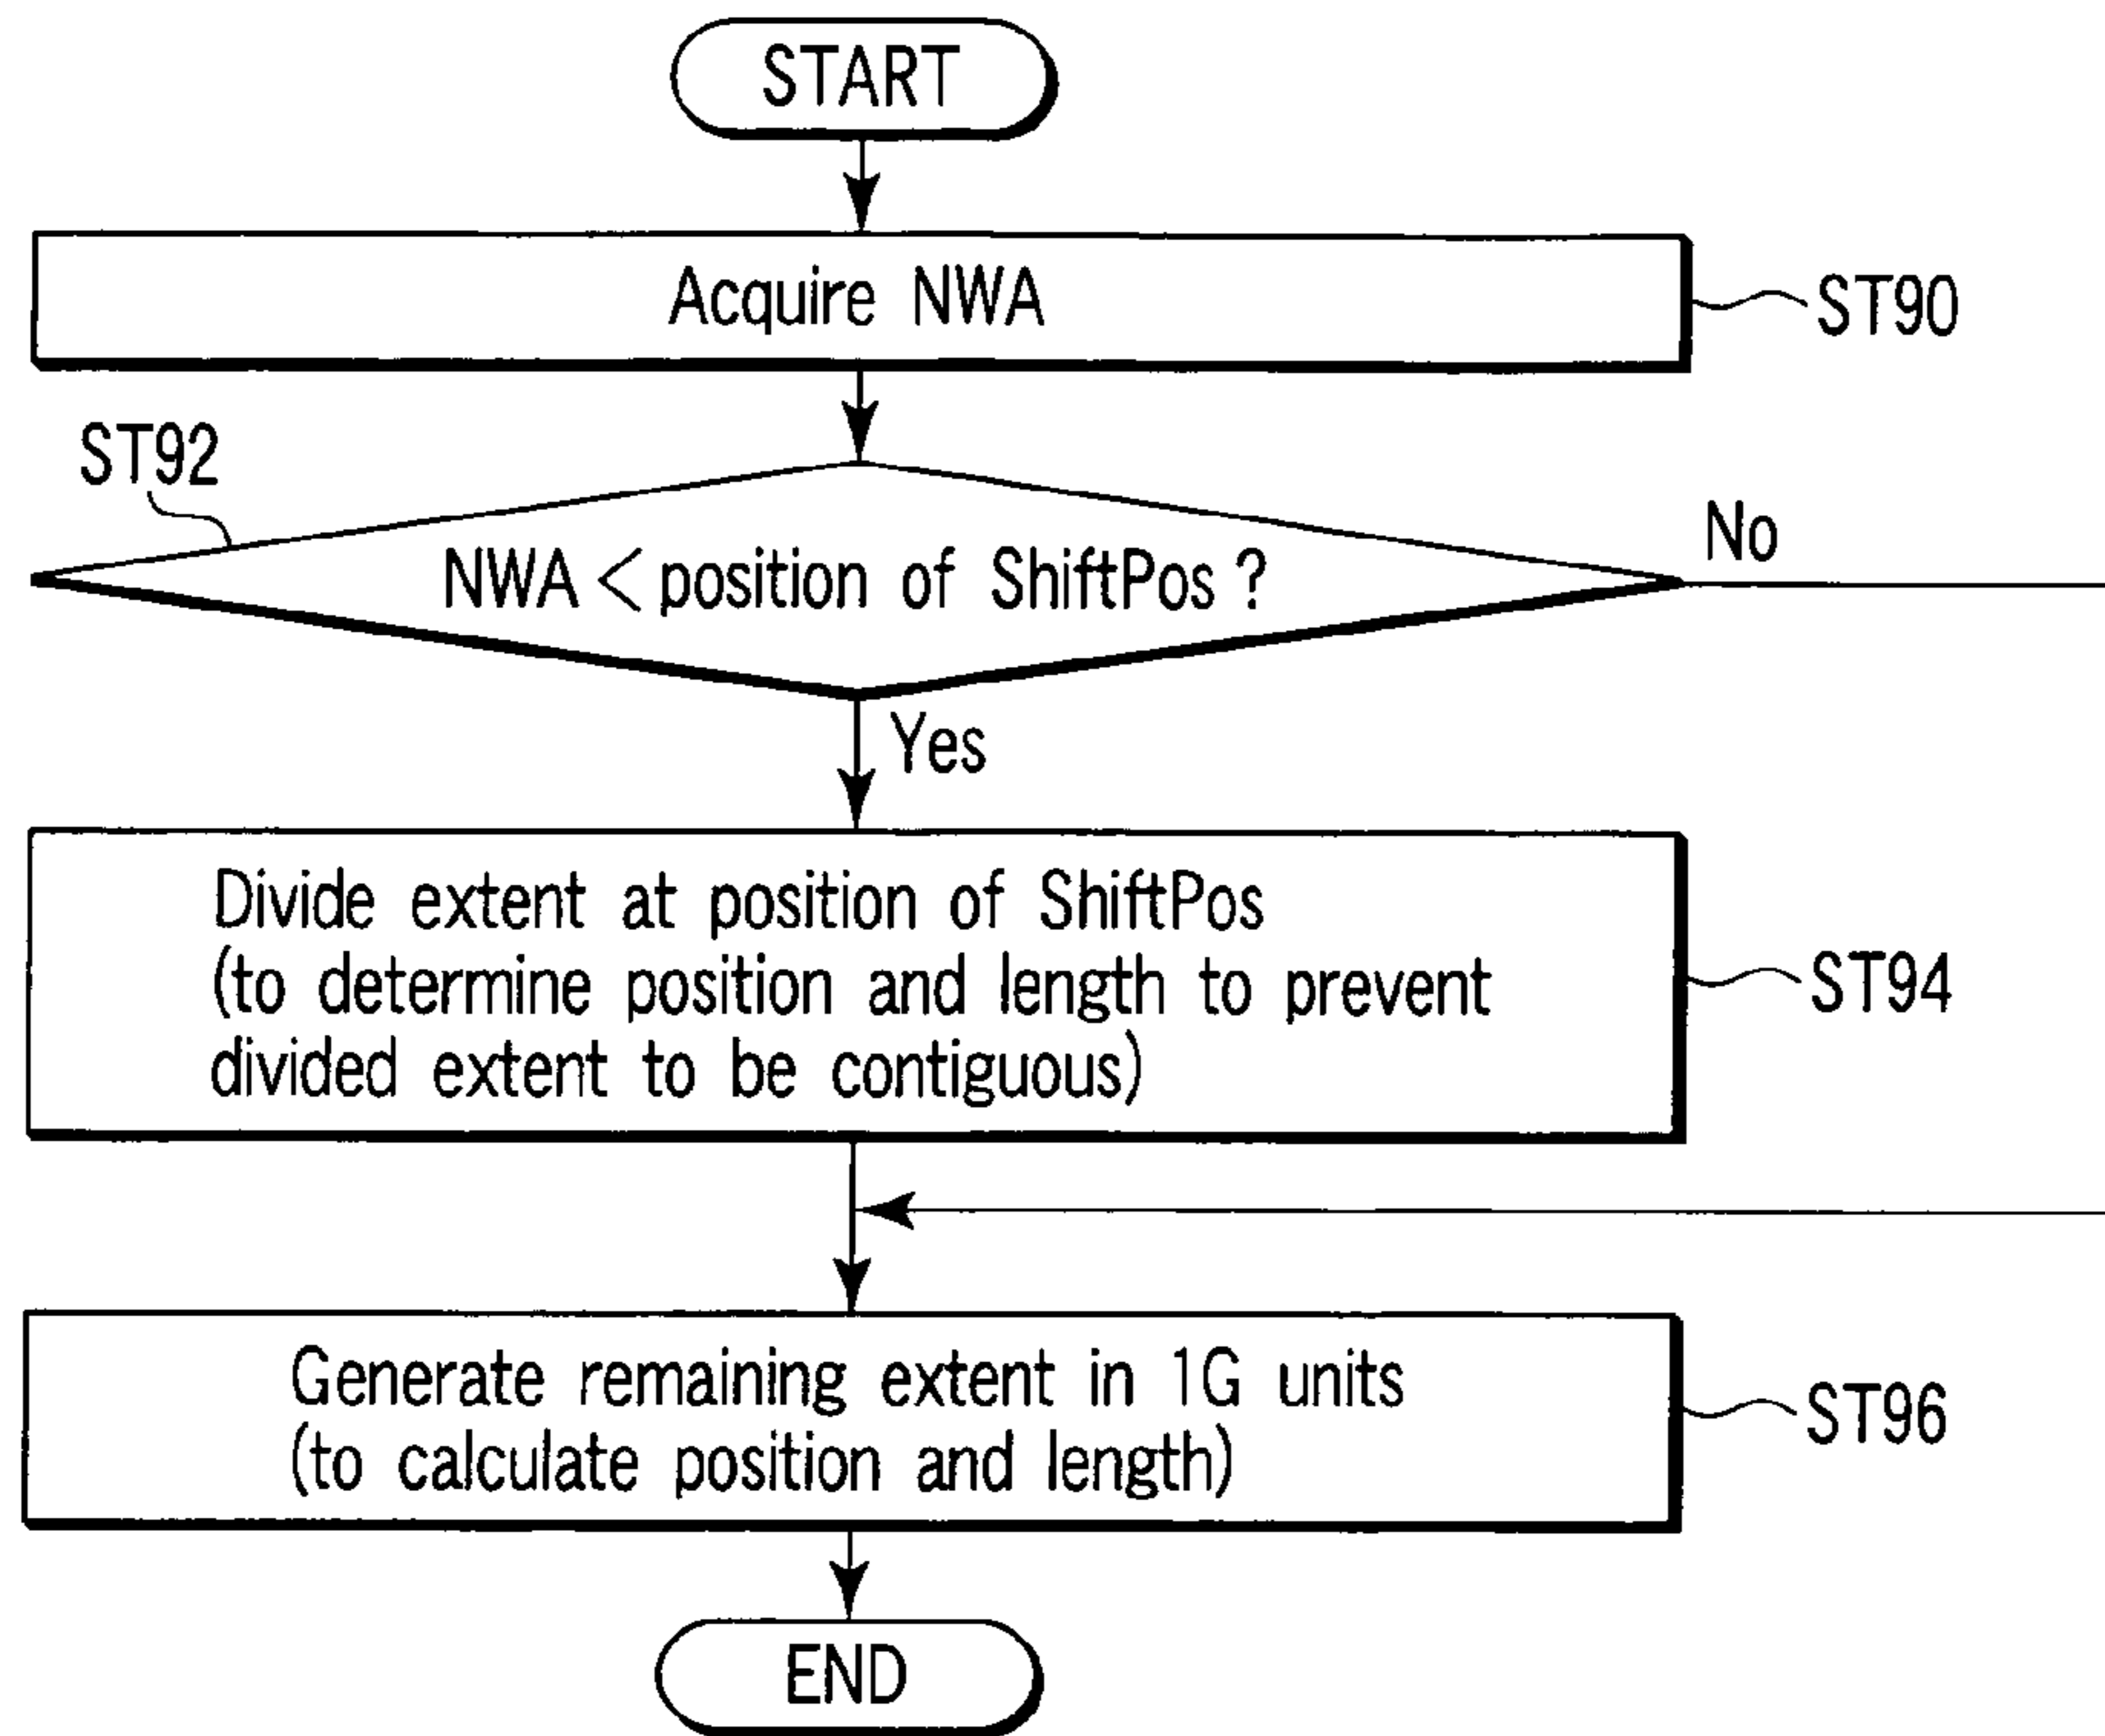 START
Acquire NWA
ST90
ST92
NWA < position of ShiftPos ?
No
Yes
Divide extent at position of ShiftPos
(to determine position and length to prevent
divided extent to be contiguous)
ST94
Generate remaining extent in 1G units
(to calculate position and length)
ST96
END